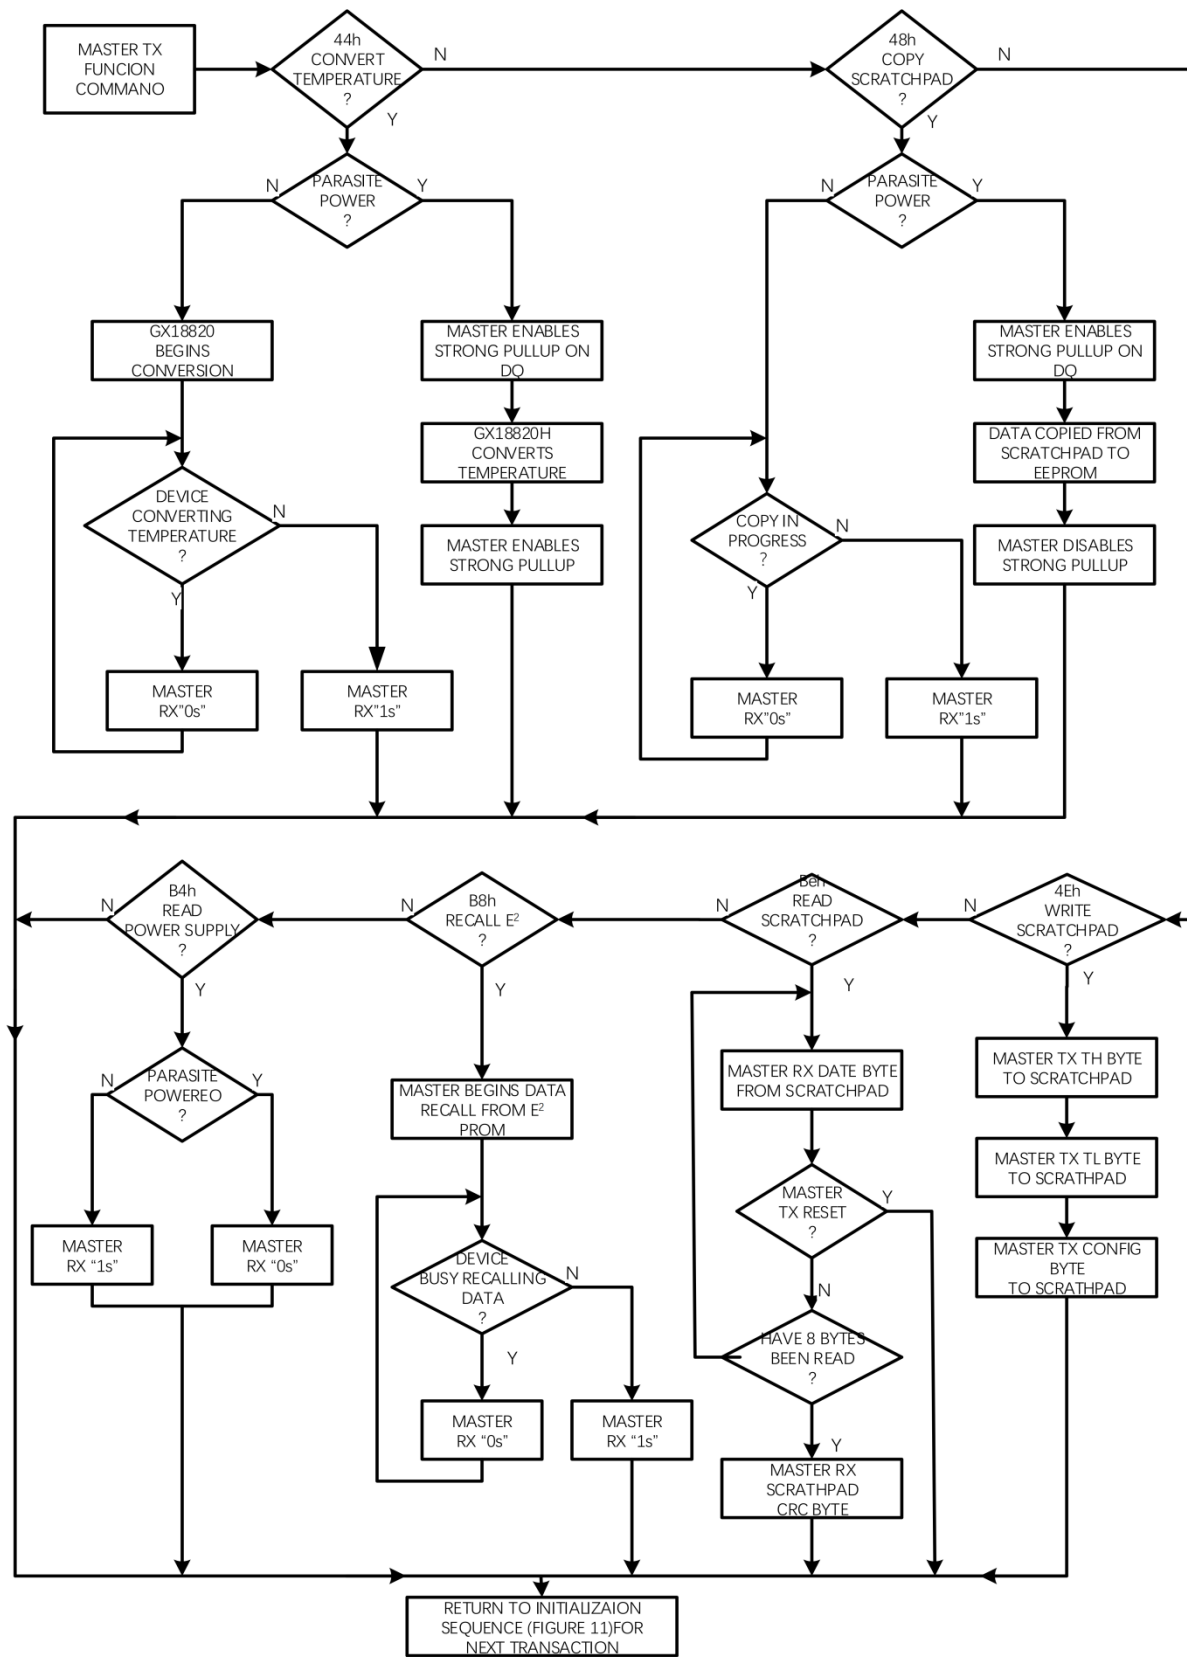 MASTER TX
FUNCION
COMMANO
44h
CONVERT
TEMPERATURE
?
N
Y
48h
COPY
SCRATCHPAD
?
N
Y
N
PARASITE
POWER
?
Y
N
PARASITE
POWER
?
Y
GX18820
BEGINS
CONVERSION
MASTER ENABLES
STRONG PULLUP ON
DQ
MASTER ENABLES
STRONG PULLUP ON
DQ
GX18820H
CONVERTS
TEMPERATURE
DATA COPIED FROM
SCRATCHPAD TO
EEPROM
DEVICE
CONVERTING
TEMPERATURE
?
N
Y
MASTER ENABLES
STRONG PULLUP
COPY IN
PROGRESS
?
N
Y
MASTER DISABLES
STRONG PULLUP
MASTER
RX"0s"
MASTER
RX"1s"
MASTER
RX"0s"
MASTER
RX"1s"
N
B4h
READ
POWER SUPPLY
?
Y
N
B8h
RECALL E²
?
Y
N
Beh
READ
SCRATCHPAD
?
Y
N
4Eh
WRITE
SCRATCHPAD
?
Y
N
PARASITE
POWEREO
?
Y
MASTER BEGINS DATA
RECALL FROM E²
PROM
MASTER RX DATE BYTE
FROM SCRATCHPAD
MASTER TX TH BYTE
TO SCRATCHPAD
MASTER TX TL BYTE
TO SCRATHPAD
MASTER
TX RESET
?
Y
N
MASTER
RX “1s”
MASTER
RX “0s”
DEVICE
BUSY RECALLING
DATA
?
N
Y
MASTER TX CONFIG
BYTE
TO SCRATHPAD
HAVE 8 BYTES
BEEN READ
?
Y
MASTER
RX “0s”
MASTER
RX “1s”
MASTER RX
SCRATHPAD
CRC BYTE
RETURN TO INITIALIZAION
SEQUENCE (FIGURE 11)FOR
NEXT TRANSACTION